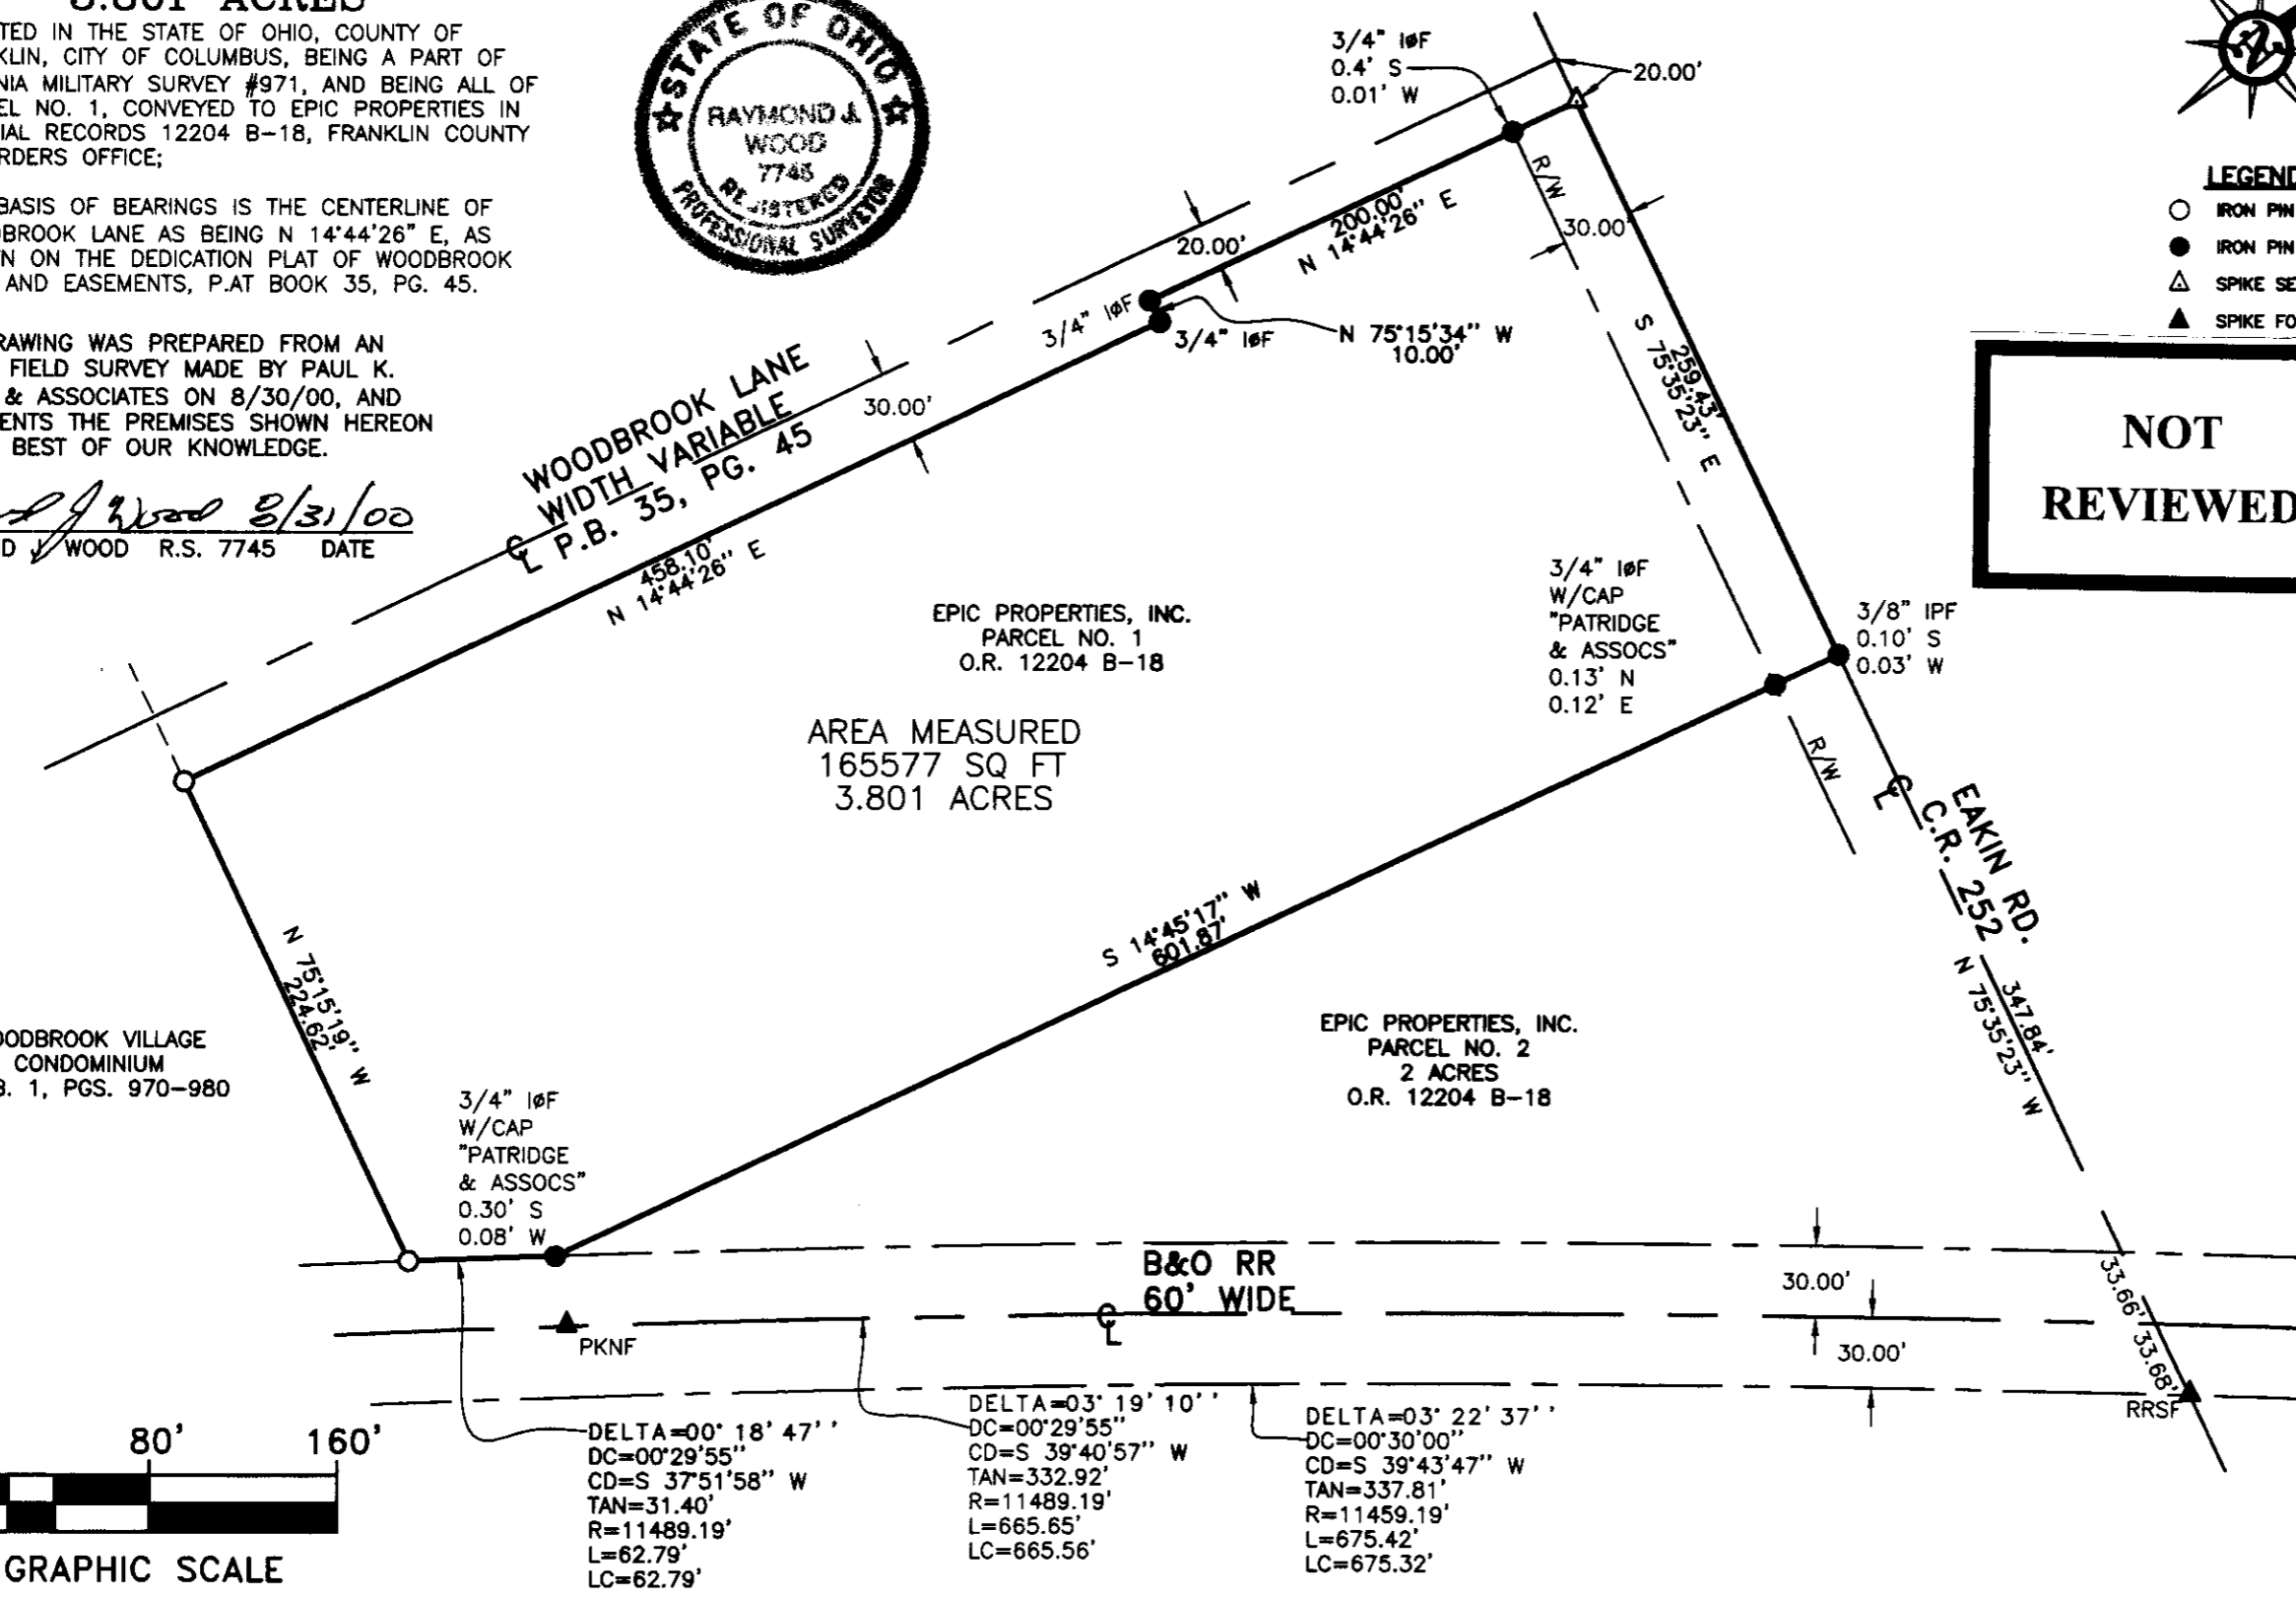 3.801 ACRES
TED IN THE STATE OF OHIO, COUNTY OF
KLIN, CITY OF COLUMBUS, BEING A PART OF
NIA MILITARY SURVEY #971, AND BEING ALL OF
EL NO. 1, CONVEYED TO EPIC PROPERTIES IN
IAL RECORDS 12204 B-18, FRANKLIN COUNTY
RDERS OFFICE;
BASIS OF BEARINGS IS THE CENTERLINE OF
BROOK LANE AS BEING N 14°44'26" E, AS
N ON THE DEDICATION PLAT OF WOODBROOK
AND EASEMENTS, P.AT BOOK 35, PG. 45.
RAWING WAS PREPARED FROM AN
FIELD SURVEY MADE BY PAUL K.
& ASSOCIATES ON 8/30/00, AND
ENTS THE PREMISES SHOWN HEREON
BEST OF OUR KNOWLEDGE.
Wood 8/31/00
D J WOOD R.S. 7745 DATE
STATE OF OHIO
RAYMOND J.
WOOD
7745
REGISTERED
PROFESSIONAL SURVEYOR
3/4" IøF
0.4' S
0.01' W
20.00'
R/W
30.00'
200.00'
N 14°44'26" E
20.00'
3/4" IøF
3/4" IøF
N 75°15'34" W
10.00'
259.43'
S 75°35'23" E
LEGEND
IRON PIN
IRON PIN
SPIKE SE
SPIKE FO
NOT
REVIEWED
WOODBROOK LANE
WIDTH VARIABLE
P.B. 35, PG. 45
℄
30.00'
458.10'
N 14°44'26" E
EPIC PROPERTIES, INC.
PARCEL NO. 1
O.R. 12204 B-18
AREA MEASURED
165577 SQ FT
3.801 ACRES
3/4" IøF
W/CAP
"PATRIDGE
& ASSOCS"
0.13' N
0.12' E
3/8" IPF
0.10' S
0.03' W
R/W
℄
EAKIN RD.
C.R. 252
347.84'
N 75°35'23" W
S 14°45'17" W
601.87'
N 75°15'19" W
224.62'
OODBROOK VILLAGE
CONDOMINIUM
B. 1, PGS. 970-980
EPIC PROPERTIES, INC.
PARCEL NO. 2
2 ACRES
O.R. 12204 B-18
3/4" IøF
W/CAP
"PATRIDGE
& ASSOCS"
0.30' S
0.08' W
B&O RR
60' WIDE
℄
PKNF
30.00'
30.00'
33.66'
33.68'
RRSF
DELTA=00° 18' 47''
DC=00°29'55"
CD=S 37°51'58" W
TAN=31.40'
R=11489.19'
L=62.79'
LC=62.79'
DELTA=03° 19' 10''
DC=00°29'55"
CD=S 39°40'57" W
TAN=332.92'
R=11489.19'
L=665.65'
LC=665.56'
DELTA=03° 22' 37''
DC=00°30'00"
CD=S 39°43'47" W
TAN=337.81'
R=11459.19'
L=675.42'
LC=675.32'
80' 160'
GRAPHIC SCALE